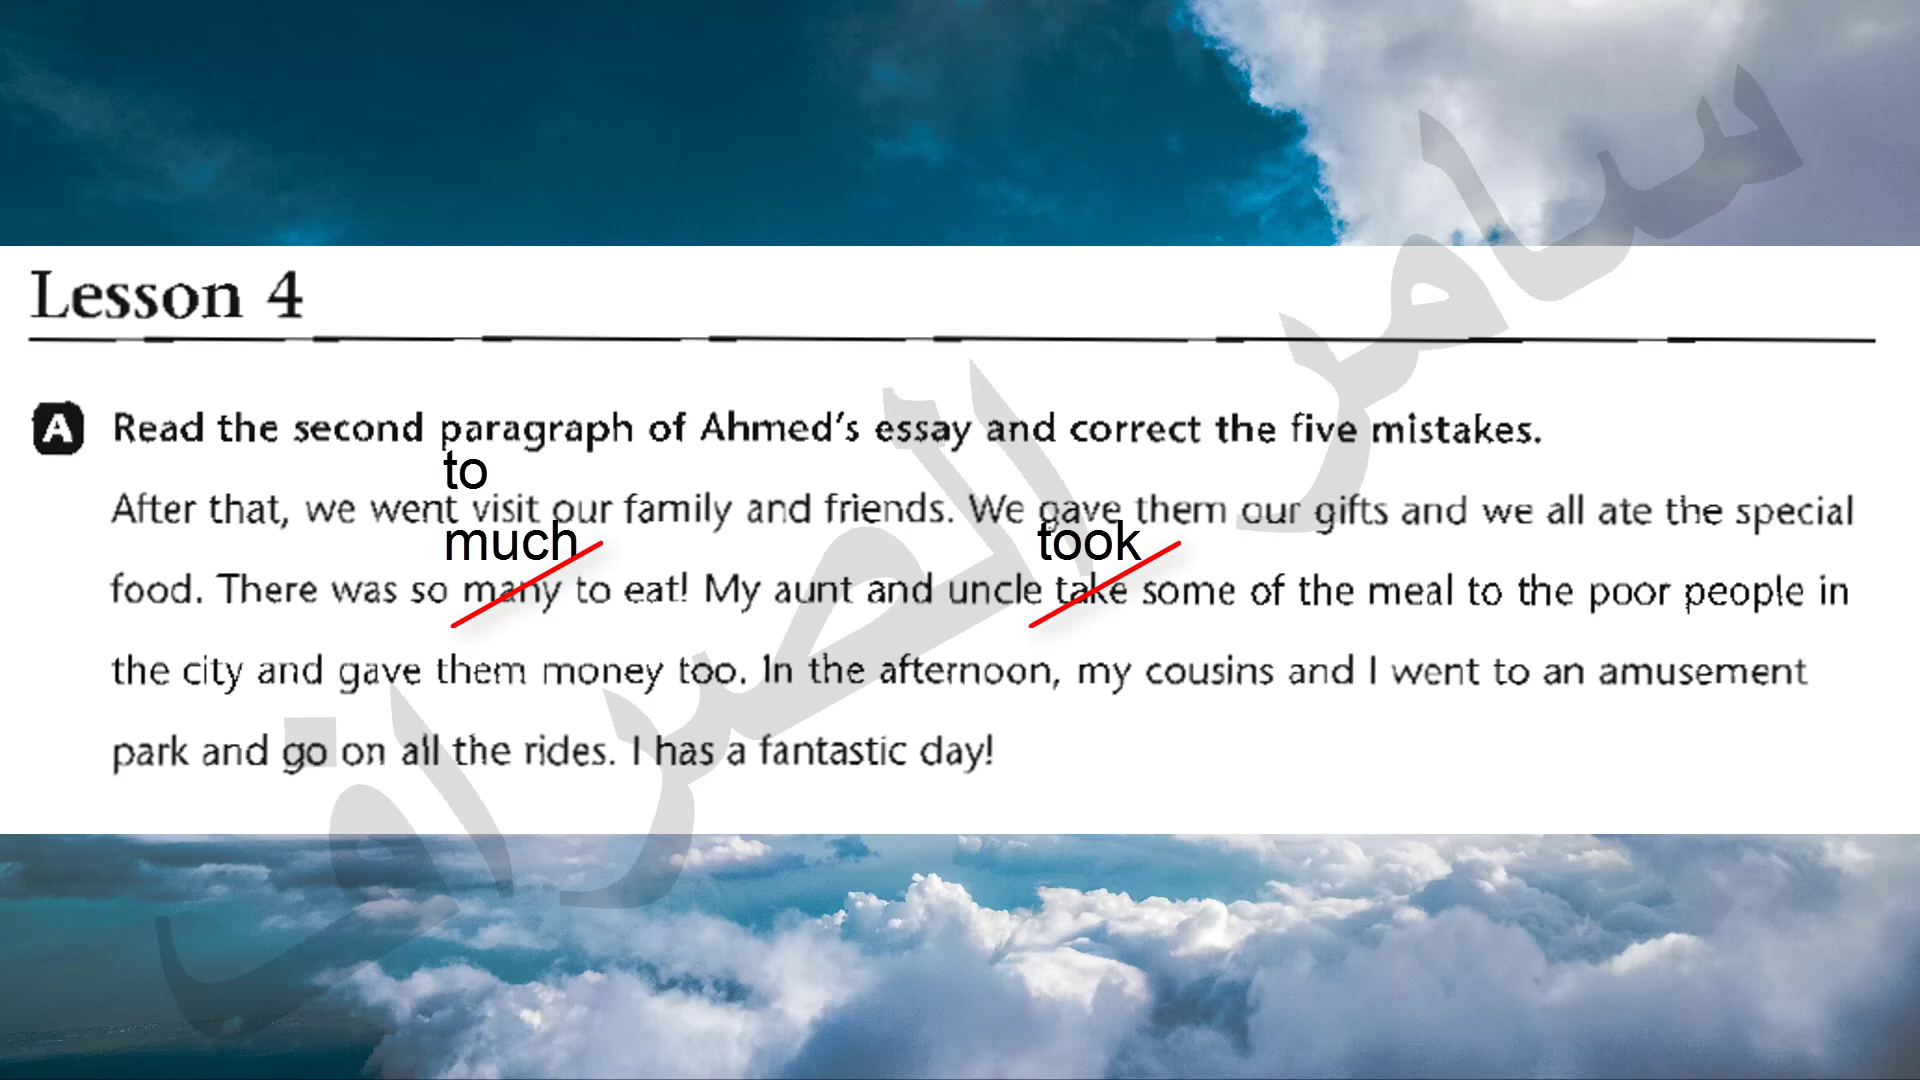 Lesson 4
A Read the second paragraph of Ahmed's essay and correct the five mistakes.
to
After that, we went visit our family and friends. We gave them our gifts and we all ate the special
much took
food. There was so many to eat! My aunt and uncle take some of the meal to the poor people in
the city and gave them money too. In the afternoon, my cousins and I went to an amusement
park and go on all the rides. I has a fantastic day!
سامر الصراف